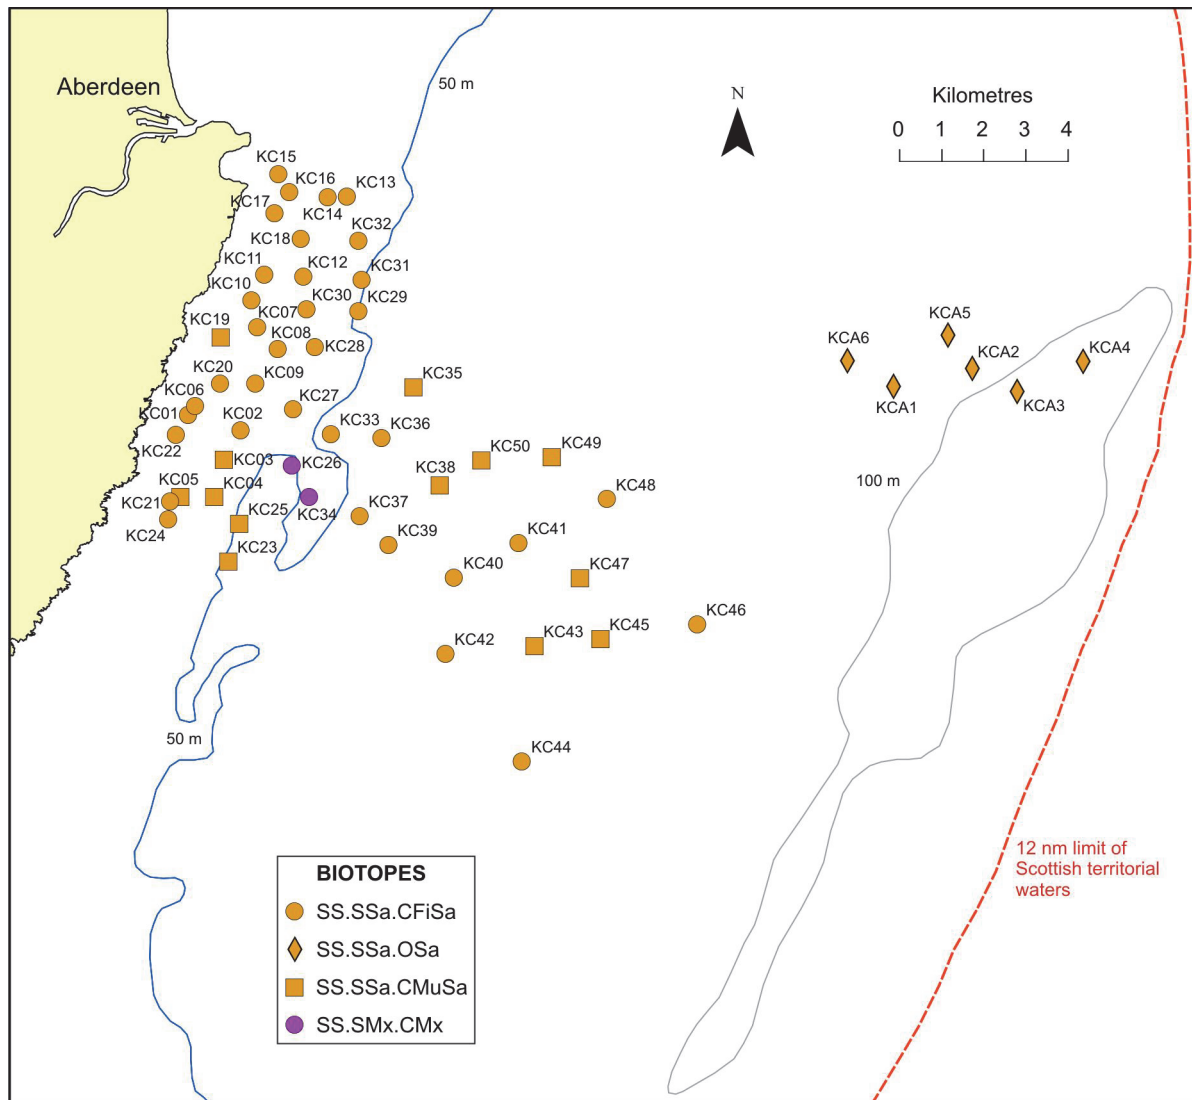 50 m
Aberdeen
N
Kilometres
0 1 2 3 4
KC15
KC16
KC13
KC17
KC14
KC32
KC18
KC11
KC12
KC31
KC10
KC30
KC29
KC07
KC19
KC08
KC28
KC20
KC09
KC35
KC06
KC27
KC01
KC02
KC33
KC36
KC22
KC03
KC26
KC50
KC49
KC38
KC05
KC04
KC21
KC34
KC37
KC48
KC25
KC24
KC23
KC39
KC41
KC40
KC47
KC46
KC42
KC43
KC45
KC44
KCA5
KCA6
KCA2
KCA4
KCA1
KCA3
100 m
50 m
12 nm limit of
Scottish territorial
waters
BIOTOPES
SS.SSa.CFiSa
SS.SSa.OSa
SS.SSa.CMuSa
SS.SMx.CMx